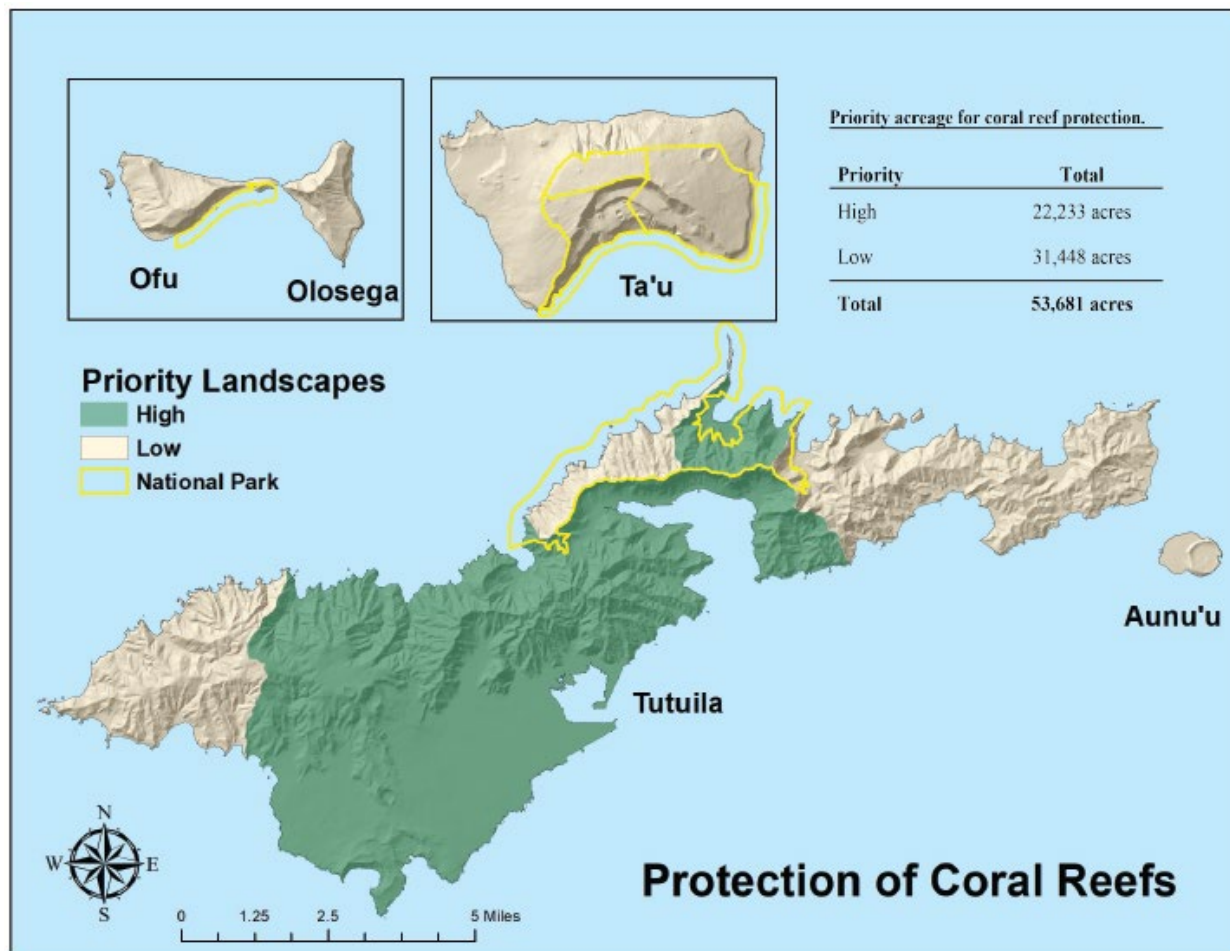 Ofu
Olosega
Ta'u
Priority acreage for coral reef protection.
Priority Total
High 22,233 acres
Low 31,448 acres
Total 53,681 acres
Priority Landscapes
High
Low
National Park
Aunu'u
Tutuila
N
W E
S
0 1.25 2.5 5 Miles
Protection of Coral Reefs